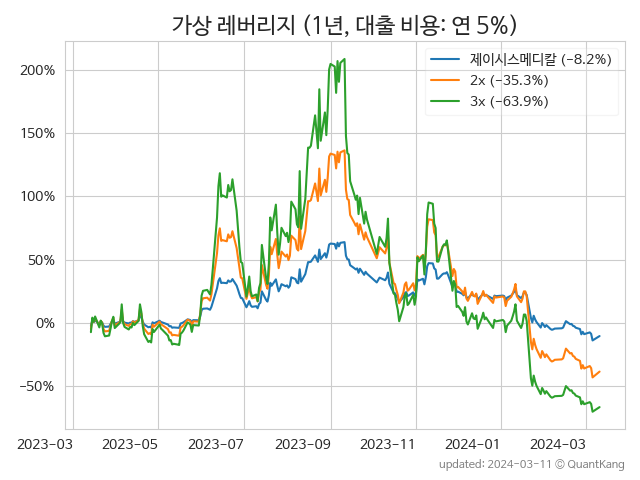 가상 레버리지 (1년, 대출 비용: 연 5%)
제이시스메디칼 (−8.2%)
2x (−35.3%)
3x (−63.9%)
200%
150%
100%
50%
0%
−50%
2023-03 2023-05 2023-07 2023-09 2023-11 2024-01 2024-03
updated: 2024-03-11 © QuantKang